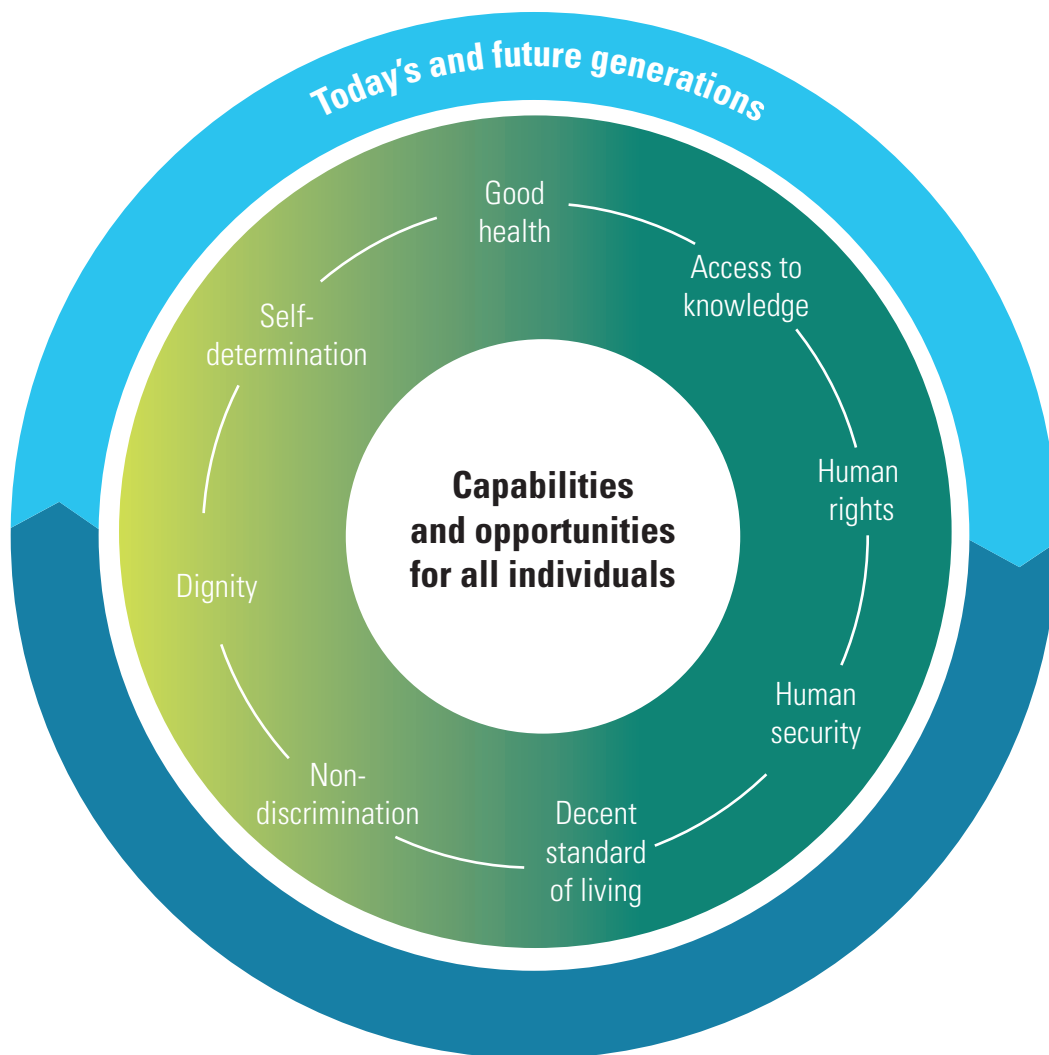 Today's and future generations
Good
health
Access to
knowledge
Human
rights
Human
security
Decent
standard
of living
Non-
discrimination
Dignity
Self-
determination
Capabilities
and opportunities
for all individuals